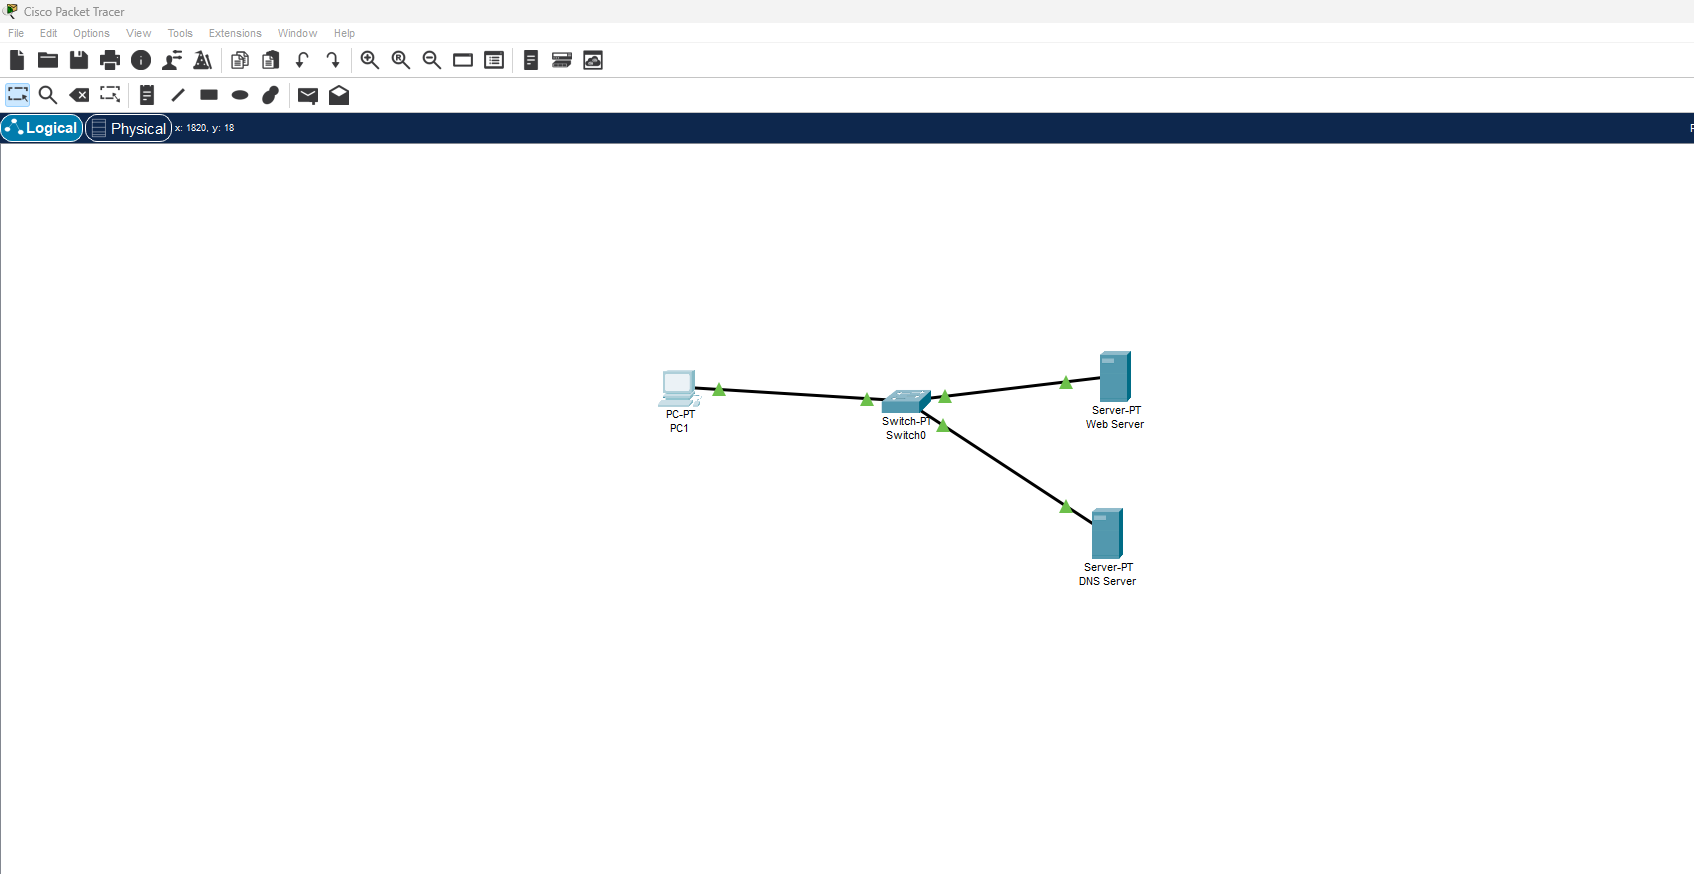 Cisco Packet Tracer
File Edit Options View Tools Extensions Window Help
Logical Physical x: 1820, y: 18
PC-PT
PC1
Switch-PT
Switch0
Server-PT
Web Server
Server-PT
DNS Server